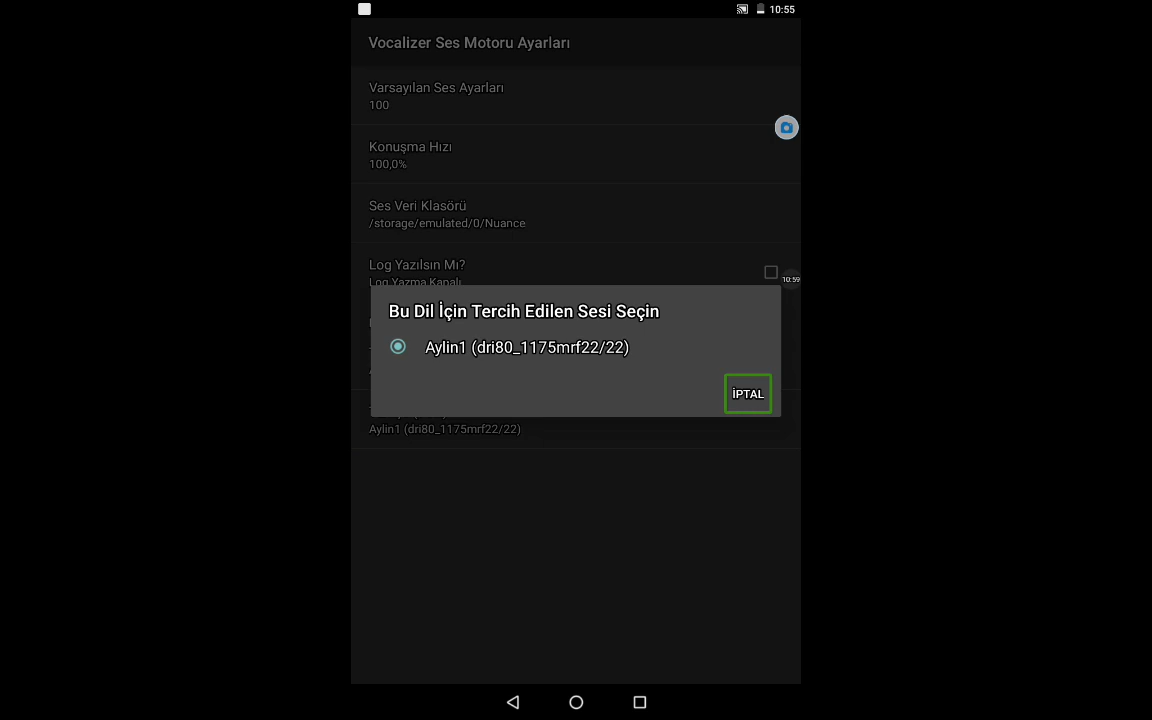 10:55
Vocalizer Ses Motoru Ayarları
Varsayılan Ses Ayarları
100
Konuşma Hızı
100,0%
Ses Veri Klasörü
/storage/emulated/0/Nuance
Log Yazılsın Mı?
10:59
Log Yazma Kapalı
Bu Dil İçin Tercih Edilen Sesi Seçin
Aylin1 (dri80_1175mrf22/22)
İPTAL
Aylin1 (dri80_1175mrf22/22)